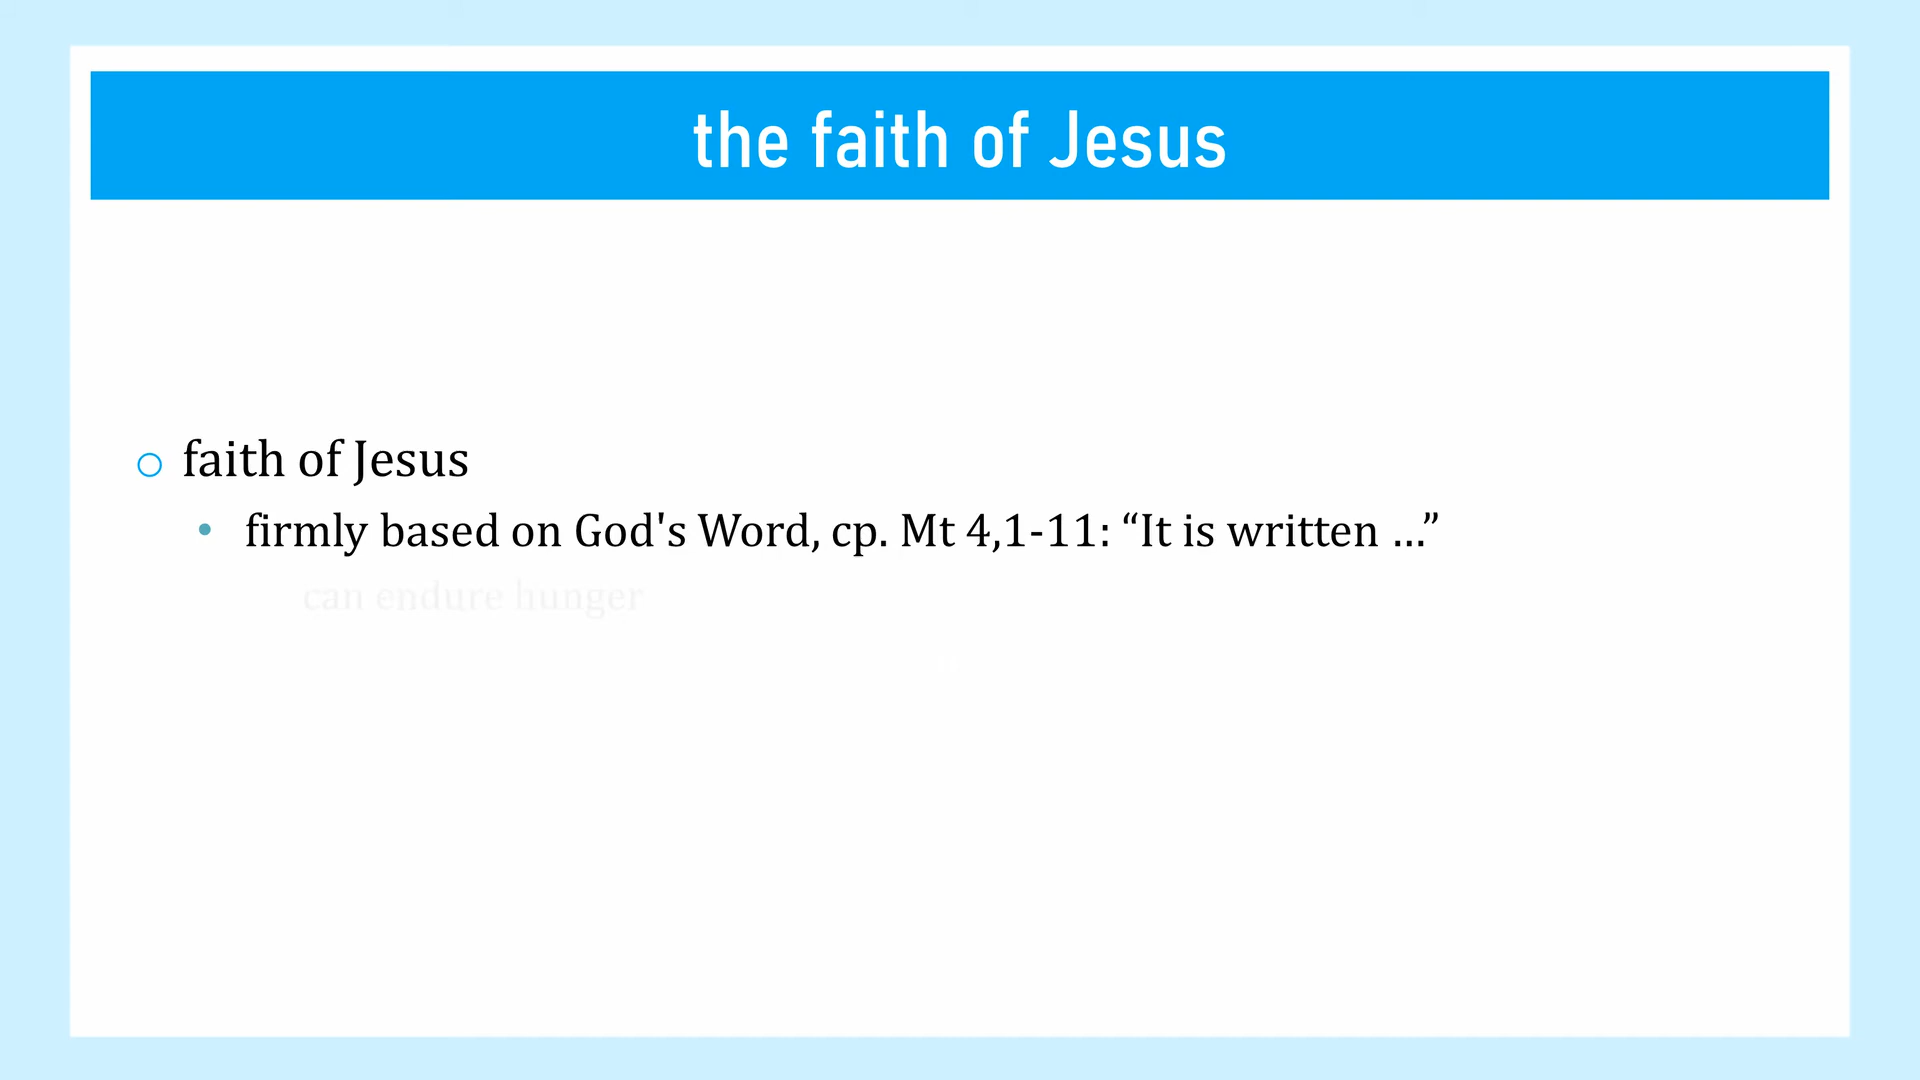 the faith of Jesus
faith of Jesus
firmly based on God's Word, cp. Mt 4,1-11: “It is written …”
can endure hunger